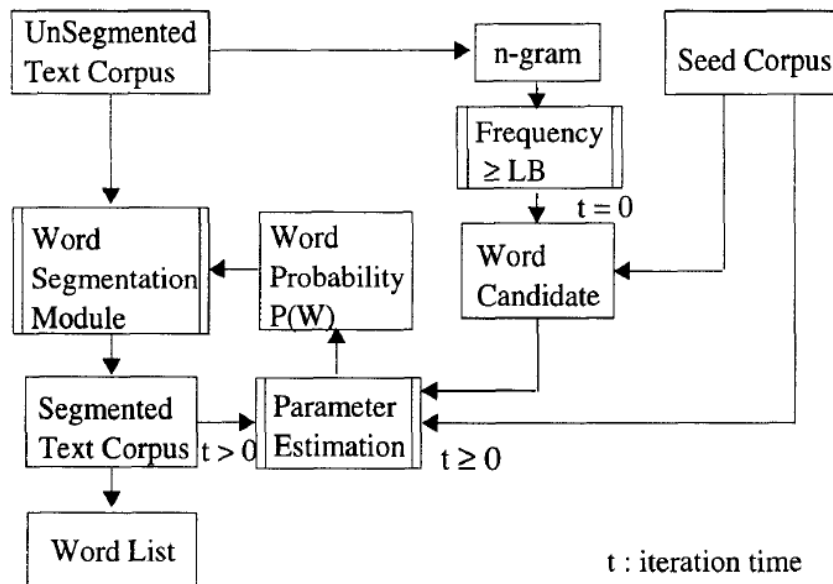 UnSegmented
Text Corpus
n-gram
Seed Corpus
Frequency
≥ LB
t = 0
Word
Segmentation
Module
Word
Probability
P(W)
Word
Candidate
Segmented
Text Corpus
t > 0
Parameter
Estimation
t ≥ 0
Word List
t : iteration time